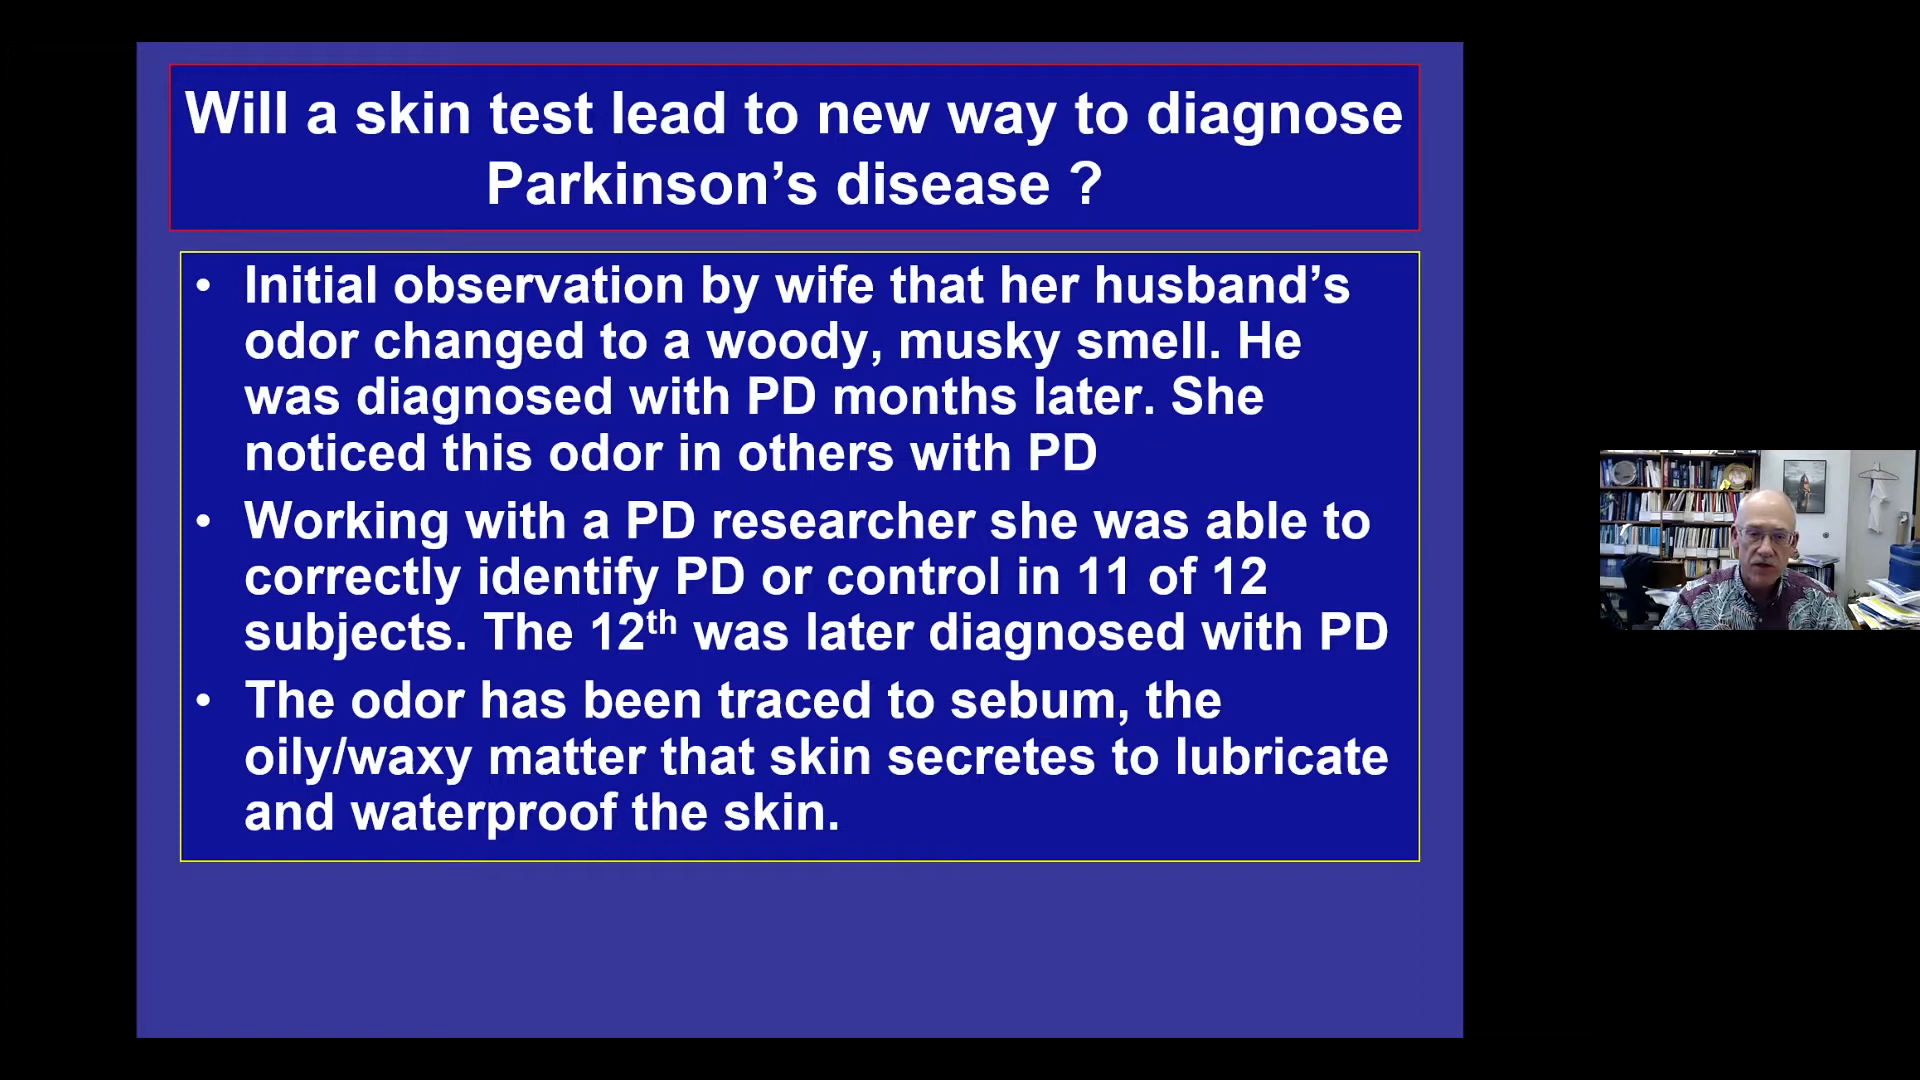 Will a skin test lead to new way to diagnose
Parkinson’s disease ?
• Initial observation by wife that her husband’s
odor changed to a woody, musky smell. He
was diagnosed with PD months later. She
noticed this odor in others with PD
• Working with a PD researcher she was able to
correctly identify PD or control in 11 of 12
subjects. The 12th was later diagnosed with PD
• The odor has been traced to sebum, the
oily/waxy matter that skin secretes to lubricate
and waterproof the skin.